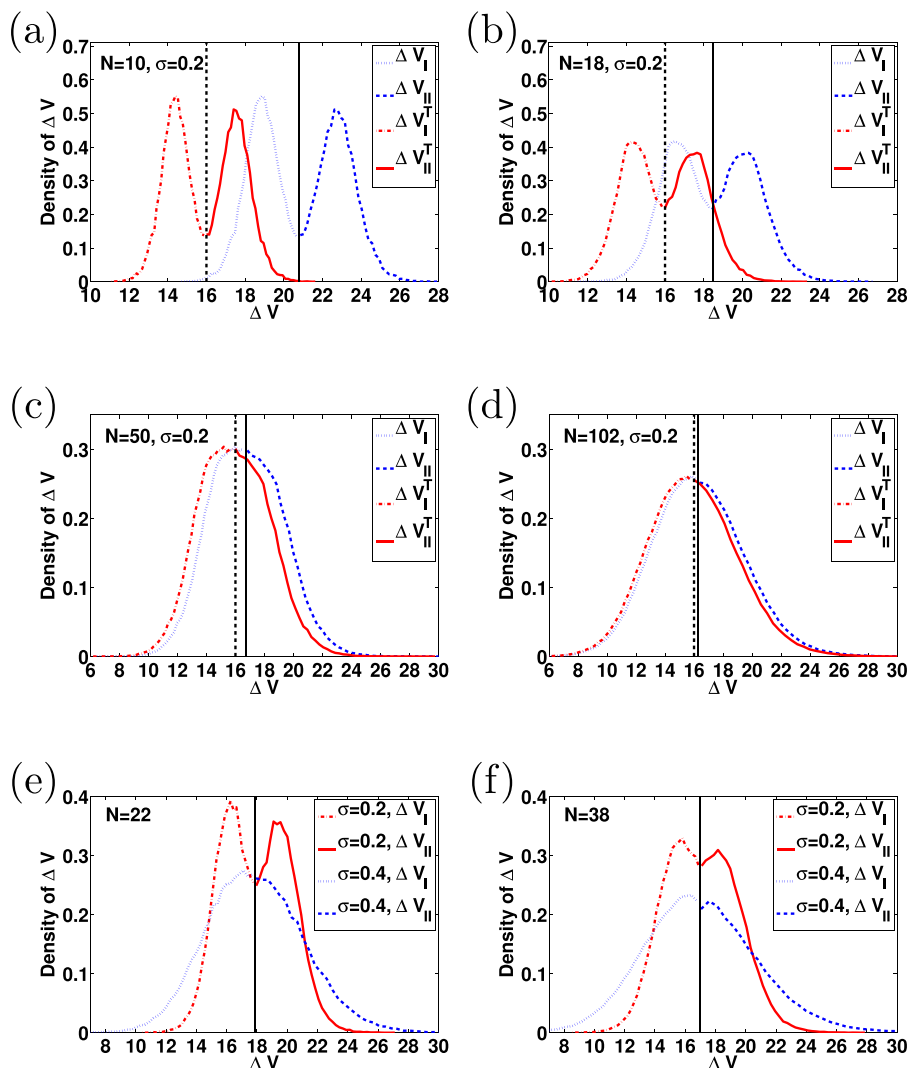 (a)
0.7
0.6
0.5
0.4
0.3
0.2
0.1
0
Density of Δ V
N=10, σ=0.2
Δ V_I
Δ V_II
Δ V_I^T
Δ V_II^T
10 12 14 16 18 20 22 24 26 28
Δ V
(b)
0.7
0.6
0.5
0.4
0.3
0.2
0.1
0
Density of Δ V
N=18, σ=0.2
Δ V_I
Δ V_II
Δ V_I^T
Δ V_II^T
10 12 14 16 18 20 22 24 26 28
Δ V
(c)
0.3
0.2
0.1
0
Density of Δ V
N=50, σ=0.2
Δ V_I
Δ V_II
Δ V_I^T
Δ V_II^T
6 8 10 12 14 16 18 20 22 24 26 28 30
Δ V
(d)
0.3
0.2
0.1
0
Density of Δ V
N=102, σ=0.2
Δ V_I
Δ V_II
Δ V_I^T
Δ V_II^T
6 8 10 12 14 16 18 20 22 24 26 28 30
Δ V
(e)
0.4
0.3
0.2
0.1
0
Density of Δ V
N=22
σ=0.2, Δ V_I
σ=0.2, Δ V_II
σ=0.4, Δ V_I
σ=0.4, Δ V_II
8 10 12 14 16 18 20 22 24 26 28 30
Δ V
(f)
0.4
0.3
0.2
0.1
0
Density of Δ V
N=38
σ=0.2, Δ V_I
σ=0.2, Δ V_II
σ=0.4, Δ V_I
σ=0.4, Δ V_II
8 10 12 14 16 18 20 22 24 26 28 30
Δ V